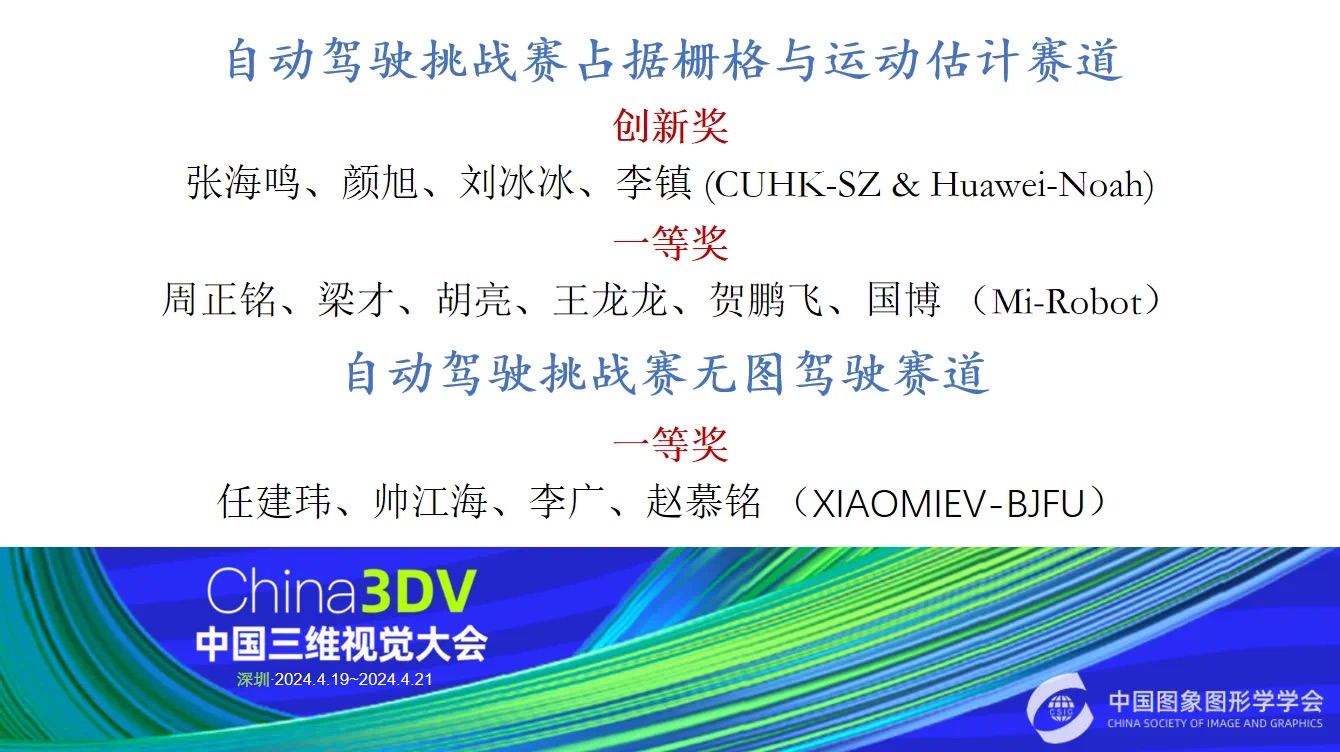 自动驾驶挑战赛占据栅格与运动估计赛道
创新奖
张海鸣、颜旭、刘冰冰、李镇 (CUHK-SZ & Huawei-Noah)
一等奖
周正铭、梁才、胡亮、王龙龙、贺鹏飞、国博 （Mi-Robot）
自动驾驶挑战赛无图驾驶赛道
一等奖
任建玮、帅江海、李广、赵慕铭 （XIAOMIEV-BJFU）
China3DV
中国三维视觉大会
深圳·2024.4.19~2024.4.21
CSIG
中国图象图形学学会
CHINA SOCIETY OF IMAGE AND GRAPHICS